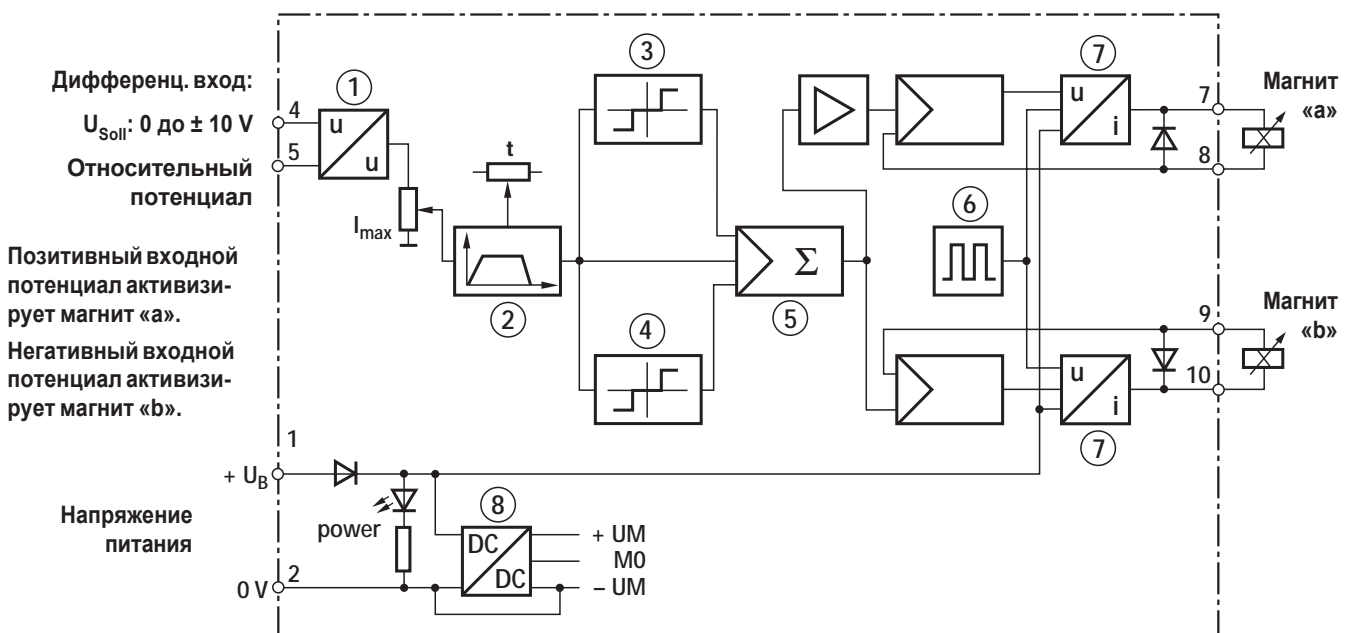 Дифференц. вход:
U_Soll: 0 до ± 10 V
Относительный
потенциал
Позитивный входной
потенциал активизи-
рует магнит «a».
Негативный входной
потенциал активизи-
рует магнит «b».
4
5
1
u
u
I_max
t
2
3
4
Σ
5
6
7
u
i
7
8
Магнит
«a»
9
10
Магнит
«b»
u
i
7
1
+ U_B
Напряжение
питания
0 V
2
power
8
DC
DC
+ UM
M0
– UM